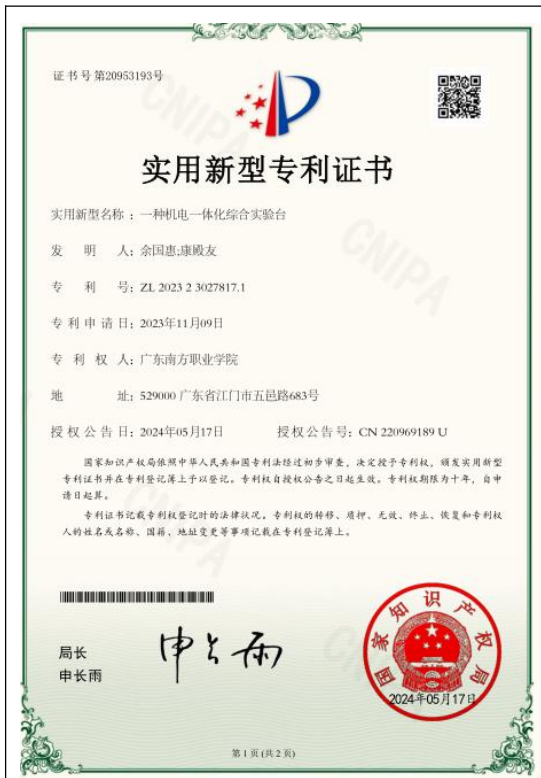 证书号第20953193号
实用新型专利证书
实用新型名称：一种机电一体化综合实验台
发明人：余国惠;康殿友
专利号：ZL 2023 2 3027817.1
专利申请日：2023年11月09日
专利权人：广东南方职业学院
地址：529000 广东省江门市五邑路683号
授权公告日：2024年05月17日 授权公告号：CN 220969189 U
国家知识产权局依照中华人民共和国专利法经过初步审查，决定授予专利权，颁发实用新型
专利证书并在专利登记簿上予以登记。专利权自授权公告之日起生效。专利权期限为十年，自申
请日起算。
专利证书记载专利权登记时的法律状况。专利权的转移、质押、无效、终止、恢复和专利权
人的姓名或名称、国籍、地址变更等事项记载在专利登记簿上。
局长
申长雨
申长雨
国家知识产权局
2024年05月17日
第1页(共2页)
CNIPA
CNIPA
CNIPA
CNIPA